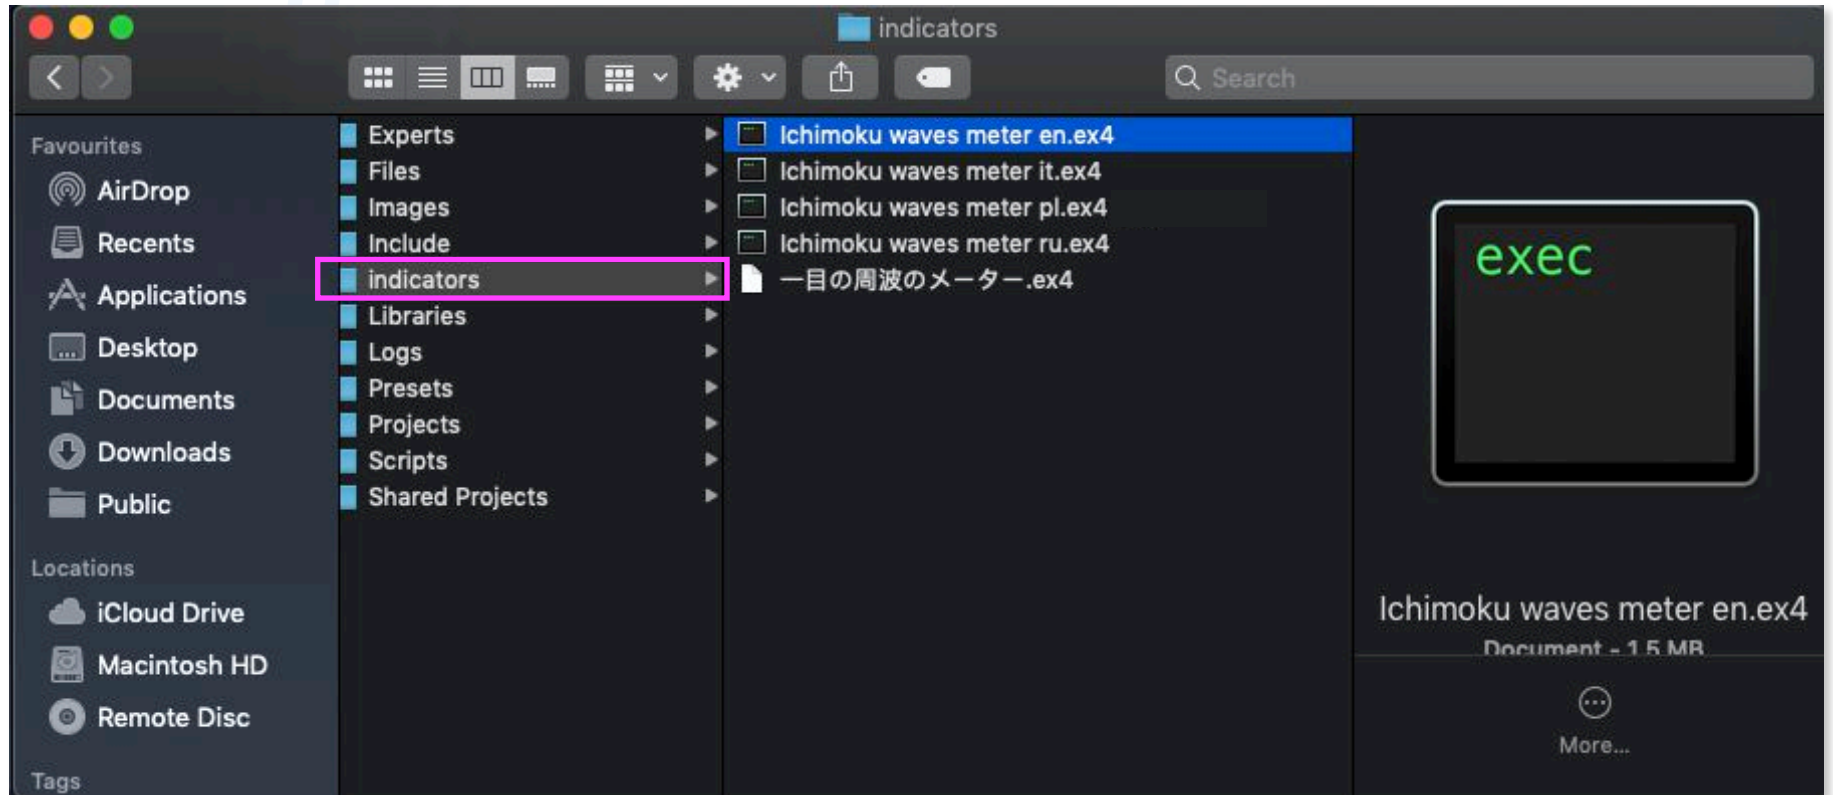 indicators
Search
Favourites
AirDrop
Recents
Applications
Desktop
Documents
Downloads
Public
Locations
iCloud Drive
Macintosh HD
Remote Disc
Tags
Experts
Files
Images
Include
indicators
Libraries
Logs
Presets
Projects
Scripts
Shared Projects
Ichimoku waves meter en.ex4
Ichimoku waves meter it.ex4
Ichimoku waves meter pl.ex4
Ichimoku waves meter ru.ex4
一目の周波のメーター.ex4
exec
Ichimoku waves meter en.ex4
Document - 1.5 MB
More...